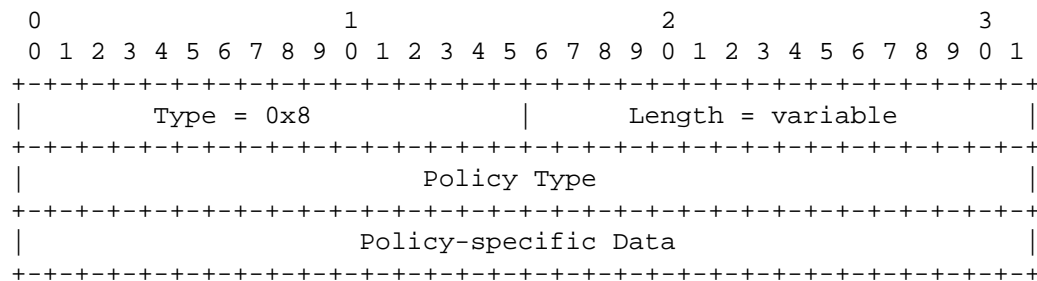 0                   1                   2                   3
 0 1 2 3 4 5 6 7 8 9 0 1 2 3 4 5 6 7 8 9 0 1 2 3 4 5 6 7 8 9 0 1
+-+-+-+-+-+-+-+-+-+-+-+-+-+-+-+-+-+-+-+-+-+-+-+-+-+-+-+-+-+-+-+-+
|        Type = 0x8             |      Length = variable        |
+-+-+-+-+-+-+-+-+-+-+-+-+-+-+-+-+-+-+-+-+-+-+-+-+-+-+-+-+-+-+-+-+
|                         Policy Type                           |
+-+-+-+-+-+-+-+-+-+-+-+-+-+-+-+-+-+-+-+-+-+-+-+-+-+-+-+-+-+-+-+-+
|                     Policy-specific Data                      |
+-+-+-+-+-+-+-+-+-+-+-+-+-+-+-+-+-+-+-+-+-+-+-+-+-+-+-+-+-+-+-+-+